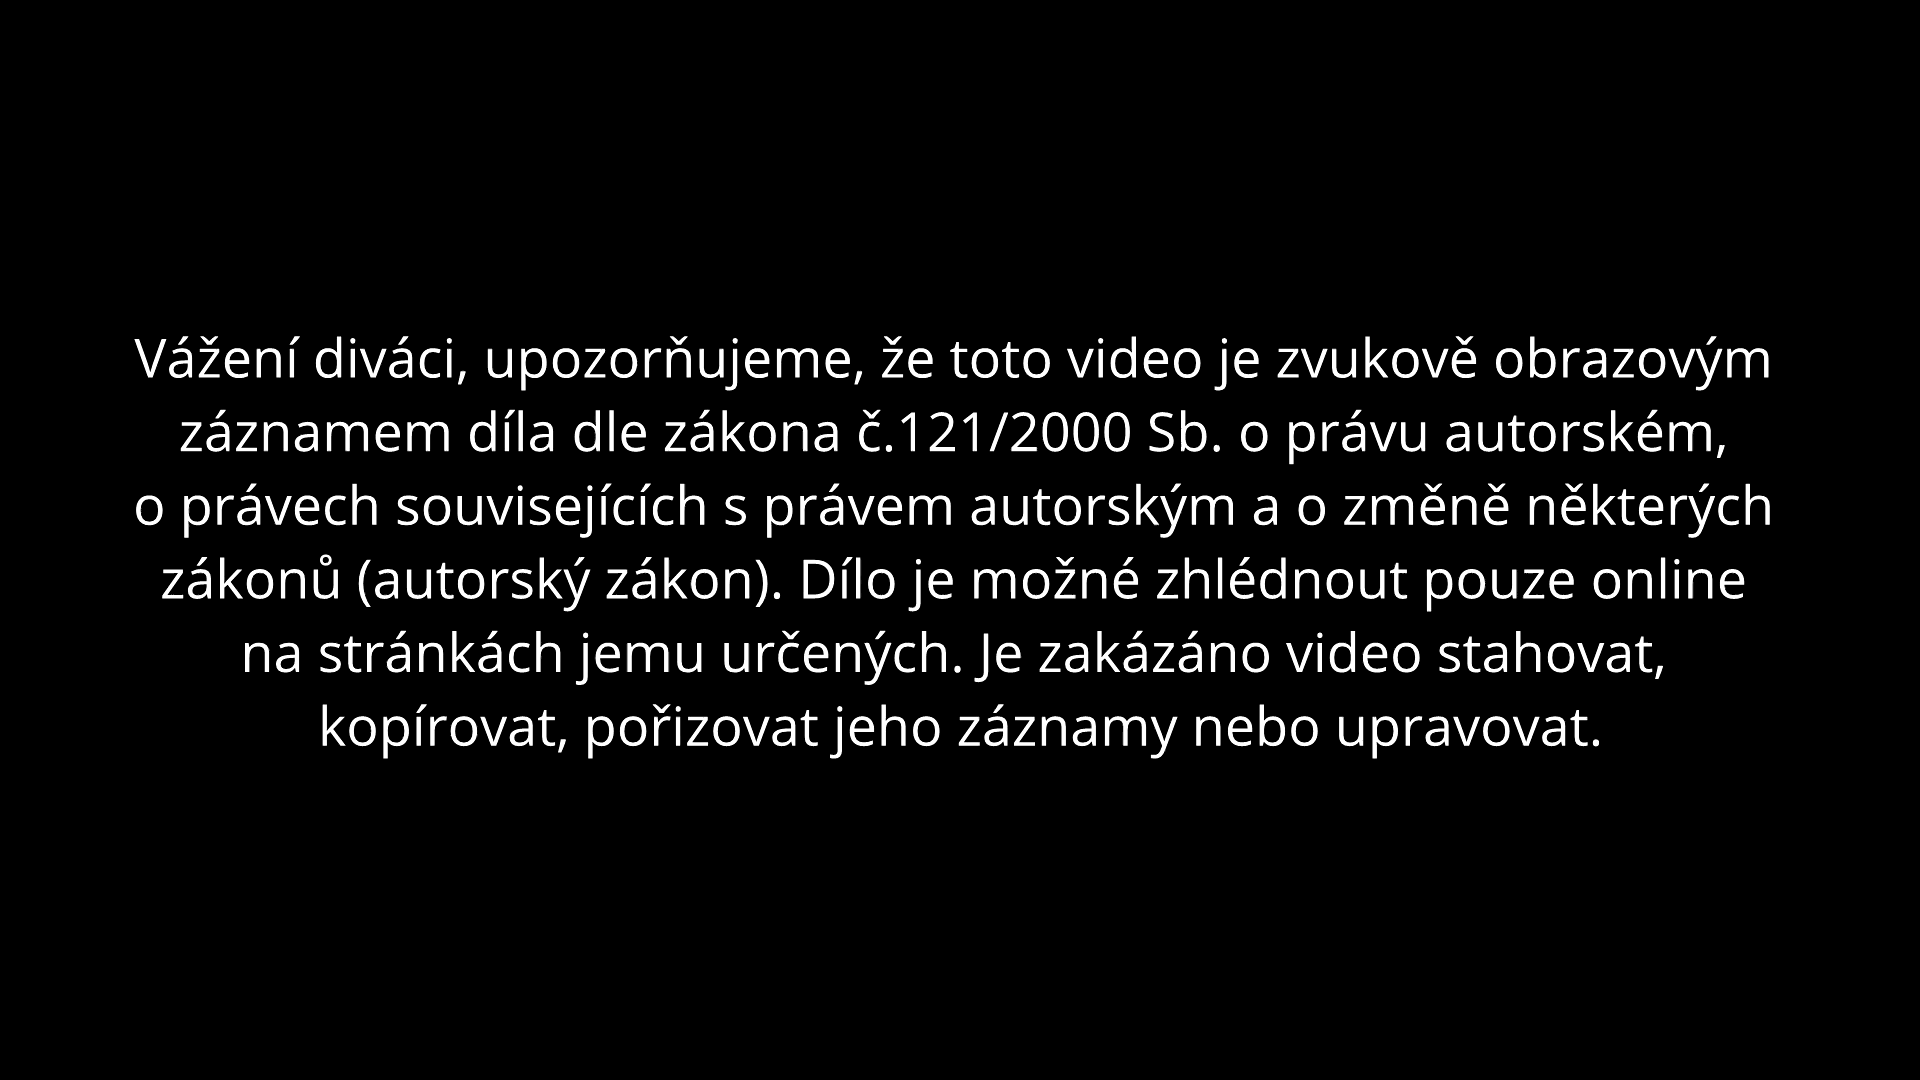 Vážení diváci, upozorňujeme, že toto video je zvukově obrazovým
záznamem díla dle zákona č.121/2000 Sb. o právu autorském,
o právech souvisejících s právem autorským a o změně některých
zákonů (autorský zákon). Dílo je možné zhlédnout pouze online
na stránkách jemu určených. Je zakázáno video stahovat,
kopírovat, pořizovat jeho záznamy nebo upravovat.